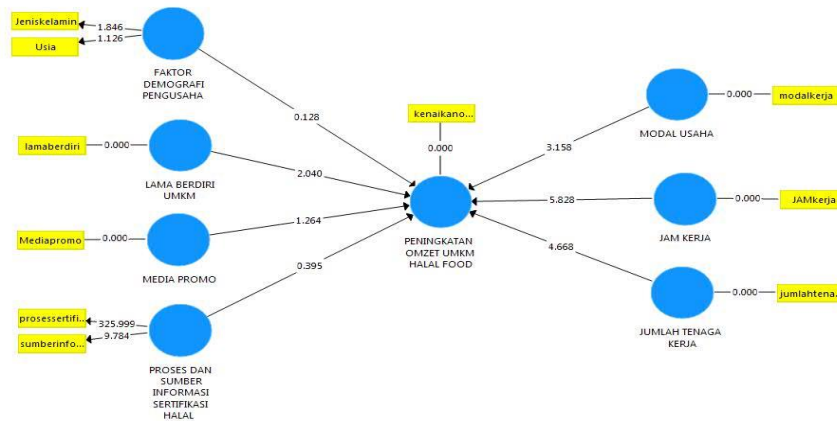 Jeniskelamin
1.846
1.126
Usia
FAKTOR
DEMOGRAFI
PENGUSAHA
0.128
lamaberdiri
0.000
LAMA BERDIRI
UMKM
2.040
Mediapromo
0.000
MEDIA PROMO
1.264
prosessertifi...
325.999
9.784
sumberinfo...
PROSES DAN
SUMBER
INFORMASI
SERTIFIKASI
HALAL
0.395
kenaikano...
0.000
PENINGKATAN
OMZET UMKM
HALAL FOOD
3.158
MODAL USAHA
0.000
modalkerja
5.828
JAM KERJA
0.000
JAMkerja
4.668
JUMLAH TENAGA
KERJA
0.000
jumlahtena...